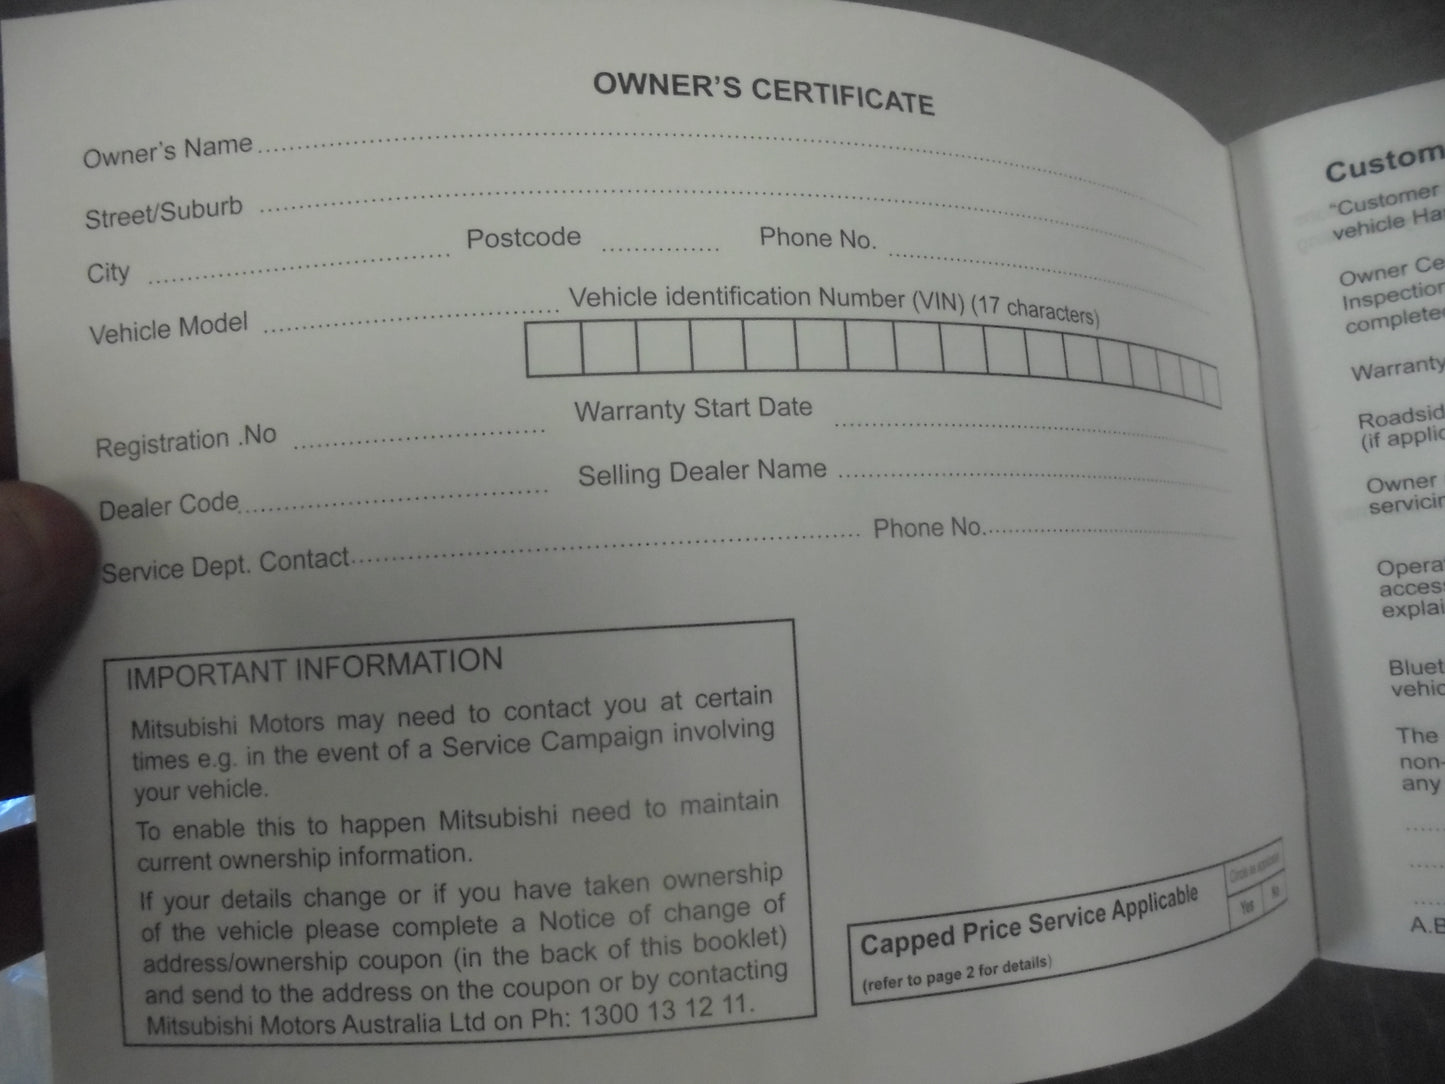 OWNER'S CERTIFICATE
Owner's Name
Street/Suburb
City Postcode Phone No.
Vehicle Model Vehicle identification Number (VIN) (17 characters)
Registration .No Warranty Start Date
Dealer Code Selling Dealer Name
Service Dept. Contact Phone No.
IMPORTANT INFORMATION
Mitsubishi Motors may need to contact you at certain
times e.g. in the event of a Service Campaign involving
your vehicle.
To enable this to happen Mitsubishi need to maintain
current ownership information.
If your details change or if you have taken ownership
of the vehicle please complete a Notice of change of
address/ownership coupon (in the back of this booklet)
and send to the address on the coupon or by contacting
Mitsubishi Motors Australia Ltd on Ph: 1300 13 12 11.
Capped Price Service Applicable
(refer to page 2 for details)
Circle as applicable
Yes No
Custom
"Customer
vehicle Ha
Owner Ce
Inspection
complete
Warranty
Roadsid
(if applic
Owner
servicin
Opera
access
explai
Bluet
vehic
The
non-
any
A.B